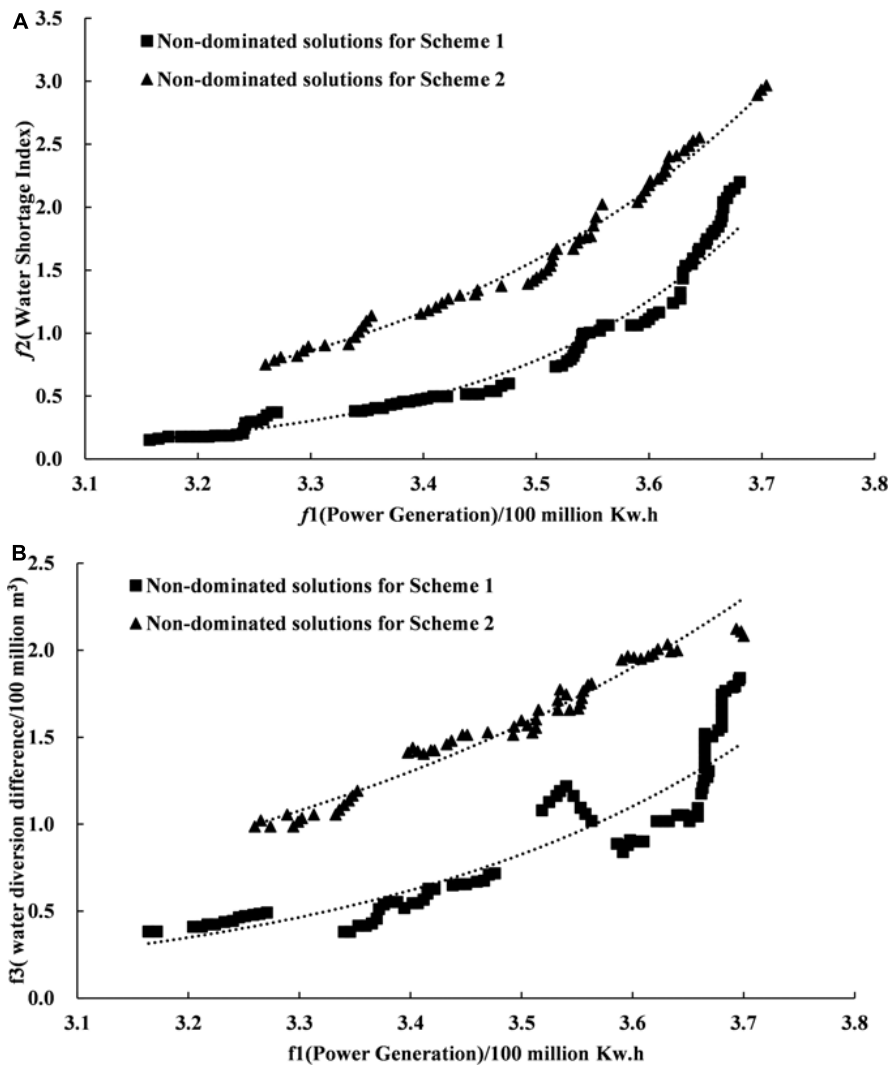 A
3.5
3.0
2.5
2.0
1.5
1.0
0.5
0.0
f2( Water Shortage Index)
Non-dominated solutions for Scheme 1
Non-dominated solutions for Scheme 2
3.1 3.2 3.3 3.4 3.5 3.6 3.7 3.8
f1(Power Generation)/100 million Kw.h
B
2.5
2.0
1.5
1.0
0.5
0.0
f3( water diversion difference/100 million m³)
Non-dominated solutions for Scheme 1
Non-dominated solutions for Scheme 2
3.1 3.2 3.3 3.4 3.5 3.6 3.7 3.8
f1(Power Generation)/100 million Kw.h